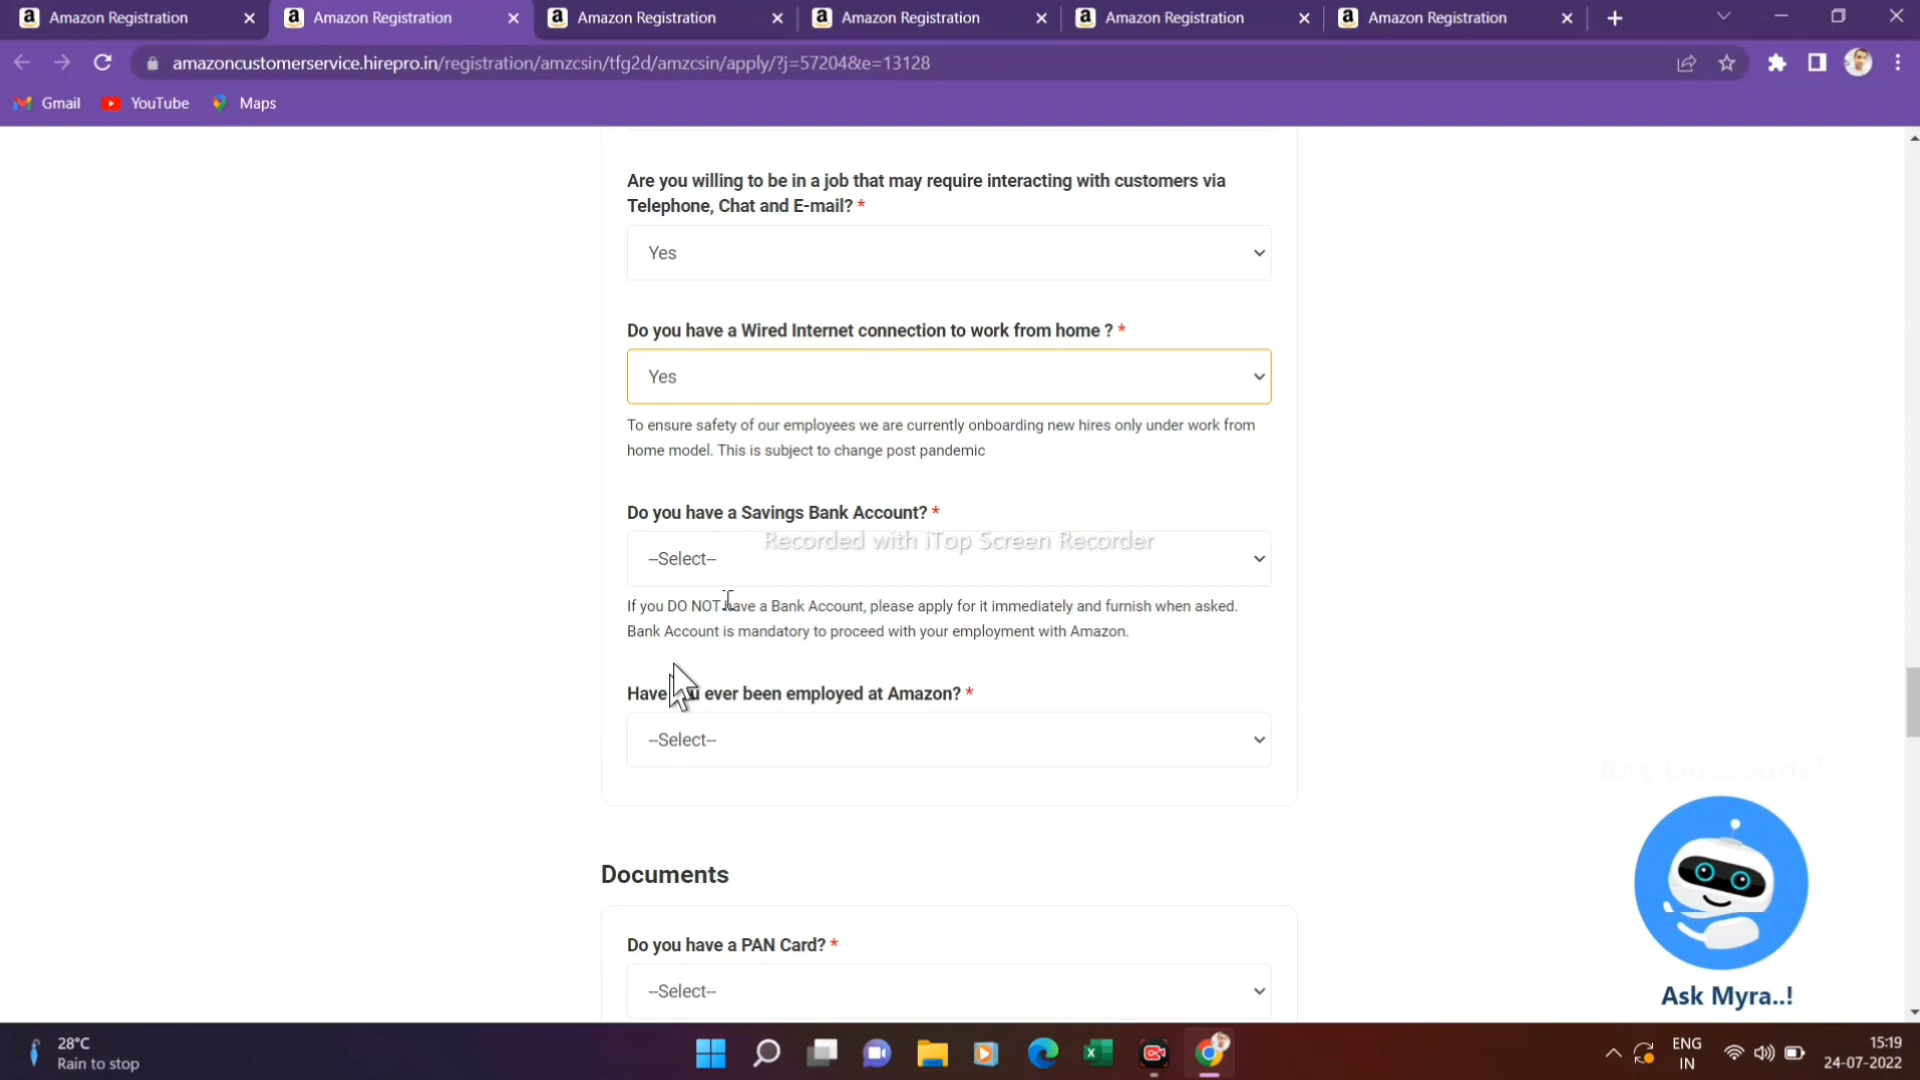 Amazon Registration
Amazon Registration
Amazon Registration
Amazon Registration
Amazon Registration
Amazon Registration
amazoncustomerservice.hirepro.in/registration/amzcsin/tfg2d/amzcsin/apply/?j=57204&e=13128
Gmail YouTube Maps
Are you willing to be in a job that may require interacting with customers via
Telephone, Chat and E-mail? *
Yes
Do you have a Wired Internet connection to work from home ? *
Yes
To ensure safety of our employees we are currently onboarding new hires only under work from
home model. This is subject to change post pandemic
Do you have a Savings Bank Account? *
Recorded with iTop Screen Recorder
--Select--
If you DO NOT have a Bank Account, please apply for it immediately and furnish when asked.
Bank Account is mandatory to proceed with your employment with Amazon.
Have you ever been employed at Amazon? *
--Select--
Any Questions?
Documents
Do you have a PAN Card? *
--Select--
Ask Myra..!
28°C
Rain to stop
ENG
IN
15:19
24-07-2022